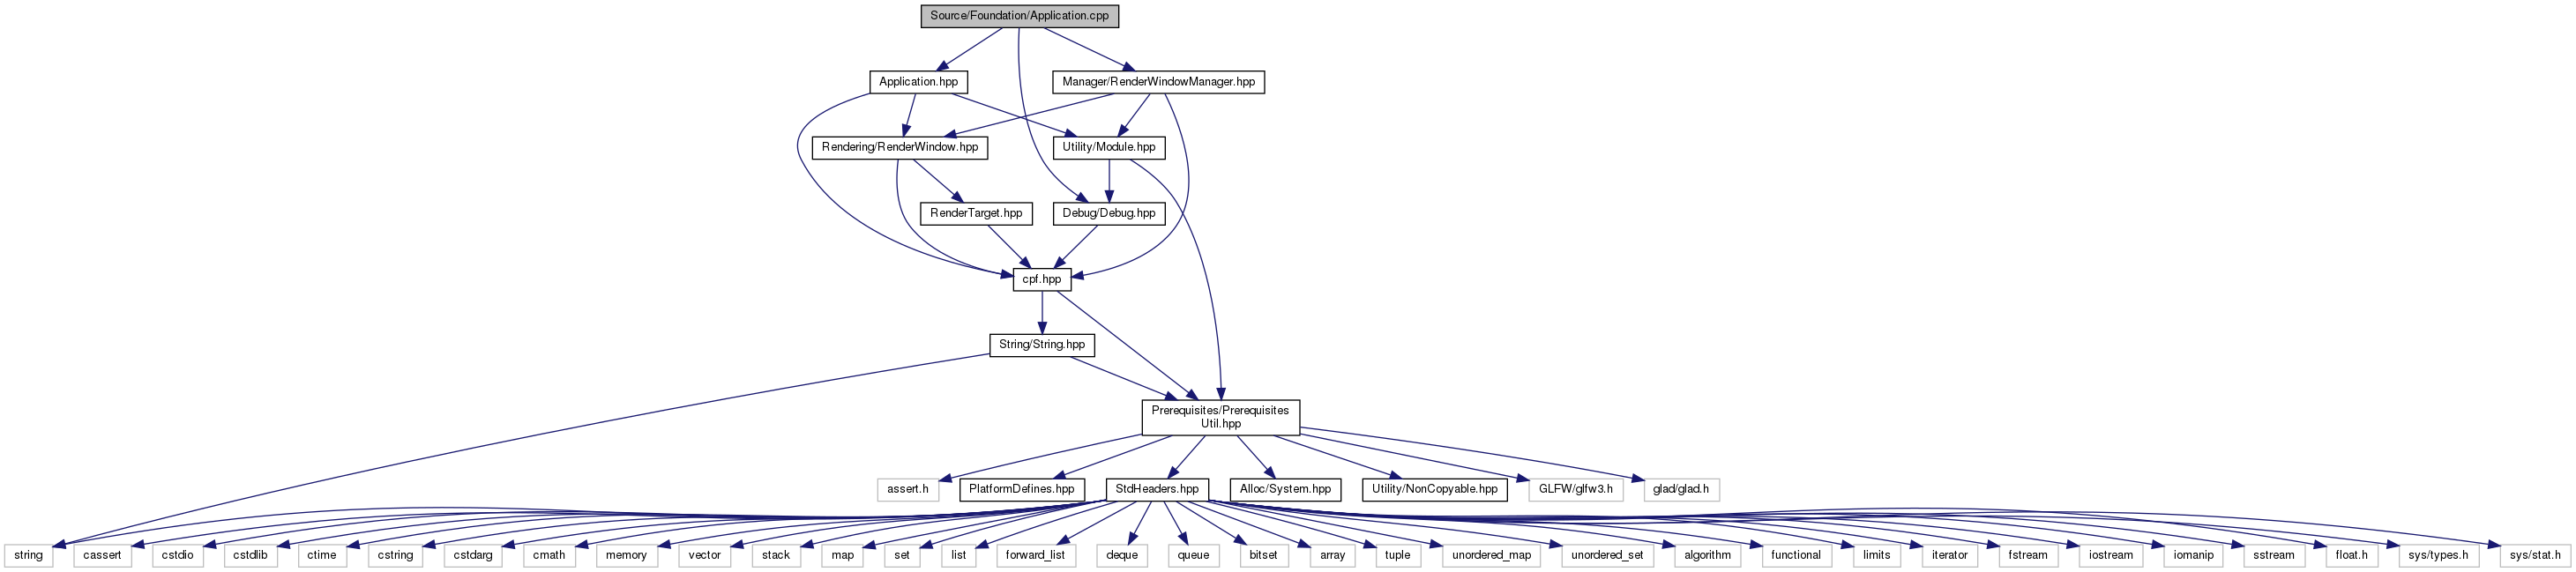 Source/Foundation/Application.cpp
Application.hpp
Manager/RenderWindowManager.hpp
Rendering/RenderWindow.hpp
Utility/Module.hpp
RenderTarget.hpp
Debug/Debug.hpp
cpf.hpp
String/String.hpp
Prerequisites/Prerequisites
Util.hpp
assert.h
PlatformDefines.hpp
StdHeaders.hpp
Alloc/System.hpp
Utility/NonCopyable.hpp
GLFW/glfw3.h
glad/glad.h
string
cassert
cstdio
cstdlib
ctime
cstring
cstdarg
cmath
memory
vector
stack
map
set
list
forward_list
deque
queue
bitset
array
tuple
unordered_map
unordered_set
algorithm
functional
limits
iterator
fstream
iostream
iomanip
sstream
float.h
sys/types.h
sys/stat.h